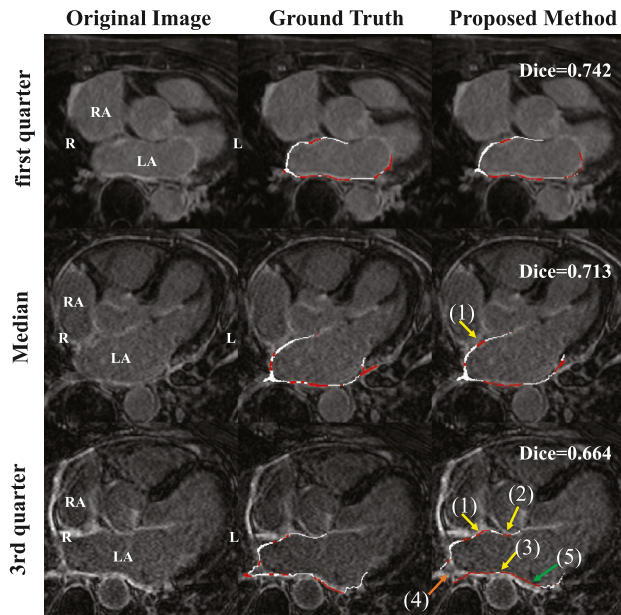 Original Image Ground Truth Proposed Method
first quarter
RA
R
LA
L
Dice=0.742
Median
RA
R
LA
L
Dice=0.713
(1)
3rd quarter
RA
R
LA
L
Dice=0.664
(1)
(2)
(3)
(4)
(5)